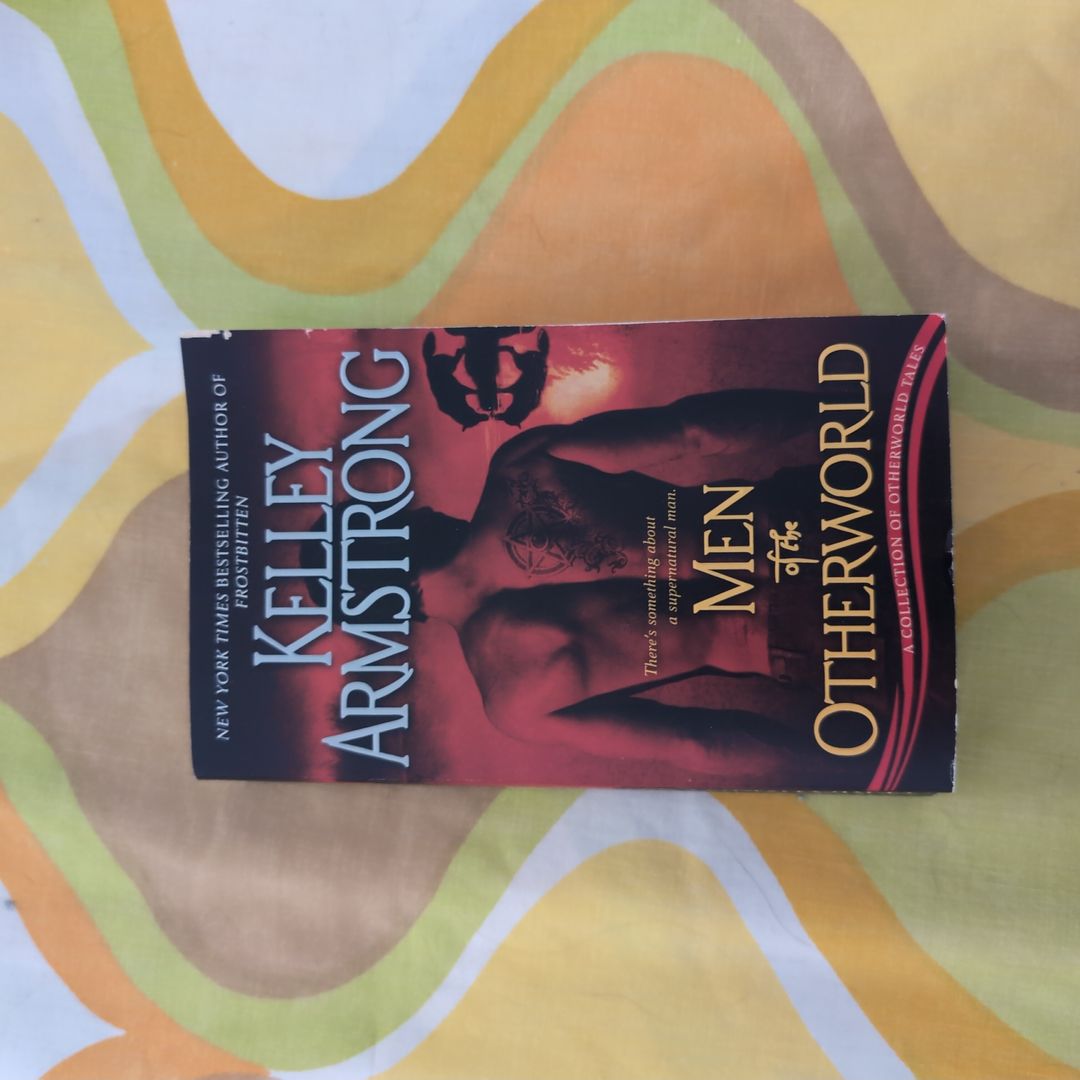 NEW YORK TIMES BESTSELLING AUTHOR OF
FROSTBITTEN
KELLEY
ARMSTRONG
There's something about
a supernatural man.
MEN
of the
OTHERWORLD
A COLLECTION OF OTHERWORLD TALES